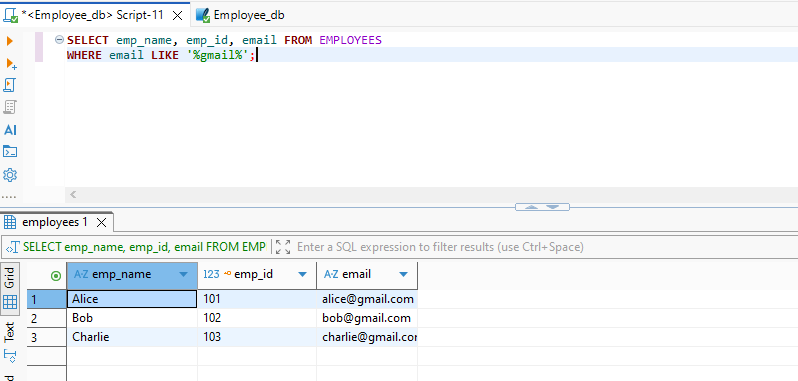 *<Employee_db> Script-11 Employee_db
SELECT emp_name, emp_id, email FROM EMPLOYEES
WHERE email LIKE '%gmail%';
AI
employees 1
SELECT emp_name, emp_id, email FROM EMP Enter a SQL expression to filter results (use Ctrl+Space)
Grid
Text
A-Z emp_name 123 emp_id A-Z email
1 Alice 101 alice@gmail.com
2 Bob 102 bob@gmail.com
3 Charlie 103 charlie@gmail.cor